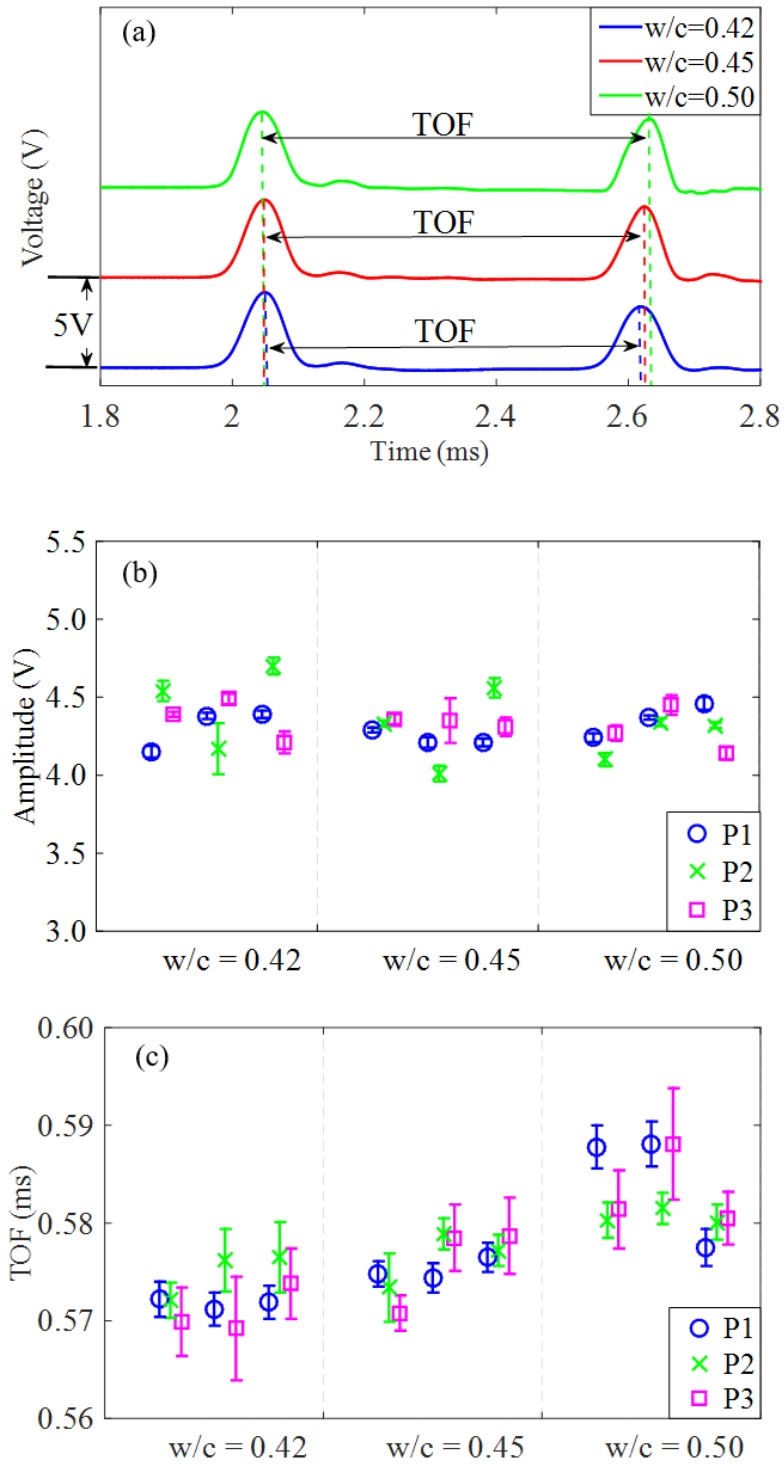 (a)
w/c=0.42
w/c=0.45
w/c=0.50
TOF
TOF
TOF
5V
Voltage (V)
1.8 2 2.2 2.4 2.6 2.8
Time (ms)
(b)
5.5
5.0
4.5
4.0
3.5
3.0
Amplitude (V)
P1
P2
P3
w/c = 0.42 w/c = 0.45 w/c = 0.50
(c)
0.60
0.59
0.58
0.57
0.56
TOF (ms)
P1
P2
P3
w/c = 0.42 w/c = 0.45 w/c = 0.50